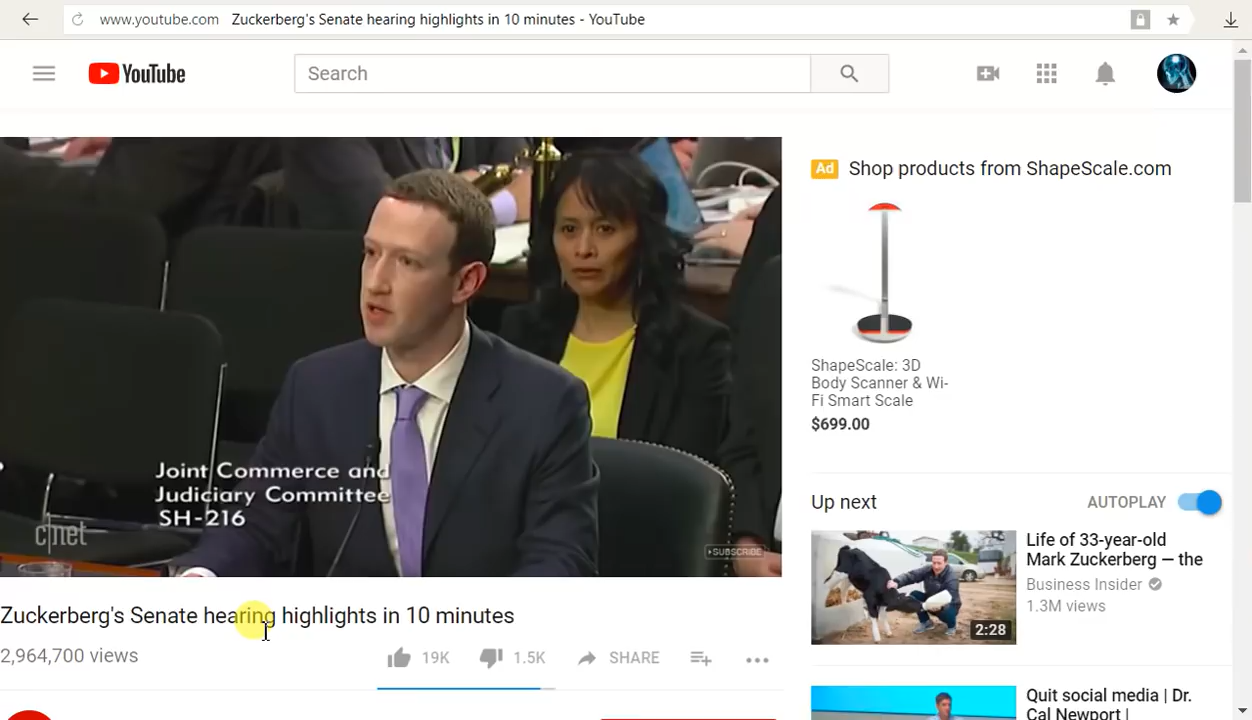 www.youtube.com Zuckerberg's Senate hearing highlights in 10 minutes - YouTube
YouTube
Search
Joint Commerce and
Judiciary Committee
SH-216
c|net
SUBSCRIBE
Zuckerberg's Senate hearing highlights in 10 minutes
2,964,700 views
19K
1.5K
SHARE
Ad Shop products from ShapeScale.com
ShapeScale: 3D
Body Scanner & Wi-
Fi Smart Scale
$699.00
Up next
AUTOPLAY
2:28
Life of 33-year-old
Mark Zuckerberg — the
Business Insider
1.3M views
Quit social media | Dr.
Cal Newport |